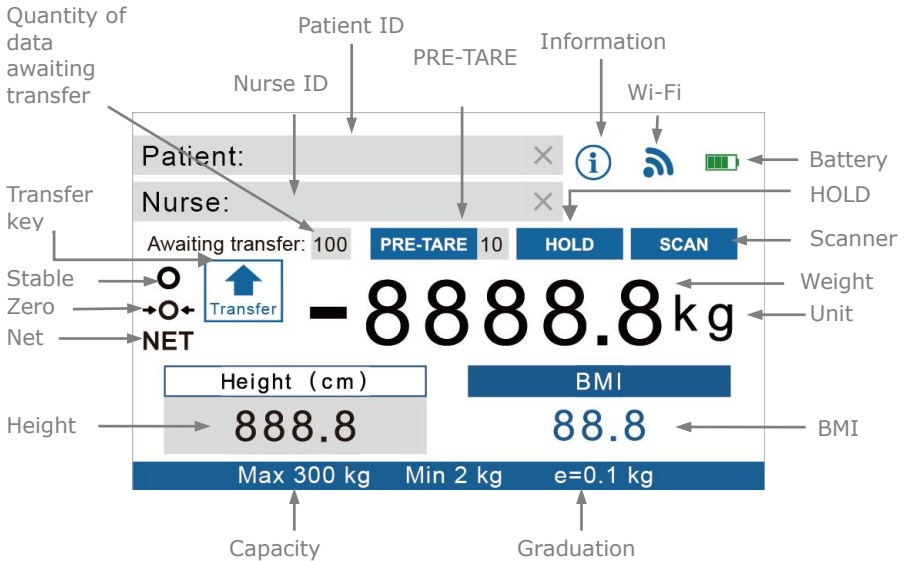 Quantity of
data
awaiting
transfer
Patient ID
Nurse ID
PRE-TARE
Information
Wi-Fi
Patient: ×
Battery
Transfer
key
Nurse: ×
HOLD
Awaiting transfer: 100 PRE-TARE 10 HOLD SCAN
Scanner
Stable
Zero
Net
NET
Transfer
-8888.8kg
Weight
Unit
Height (cm)
BMI
Height
888.8
88.8
BMI
Max 300 kg Min 2 kg e=0.1 kg
Capacity
Graduation